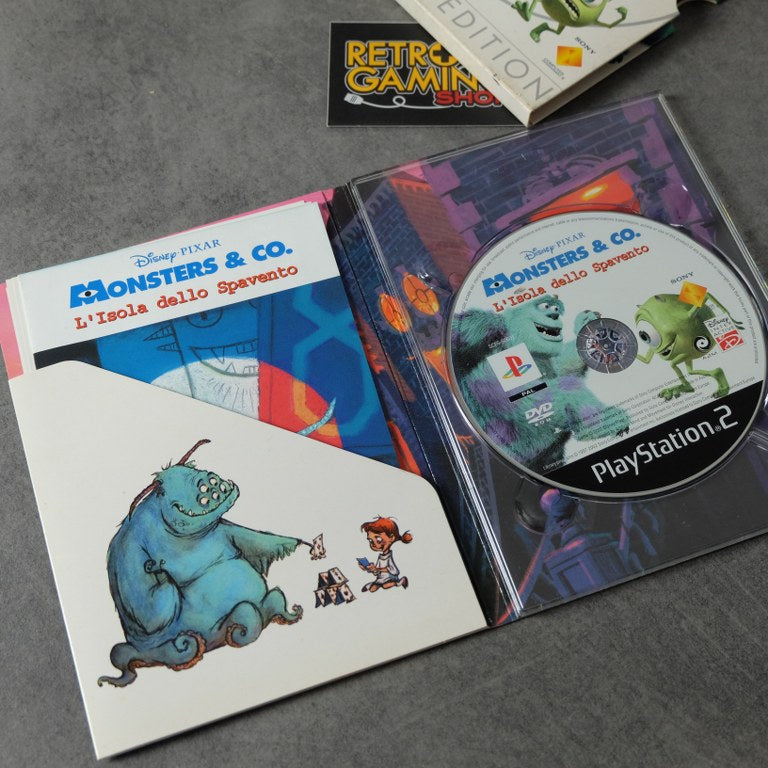 RETRO
GAMIN
SHO
EDITION
SONY
Disney·PIXAR
MONSTERS & CO.
L'Isola dello Spavento
Disney·PIXAR
MONSTERS & CO.
L'Isola dello Spavento
SONY
PAL
DVD
ROM
PlayStation®2